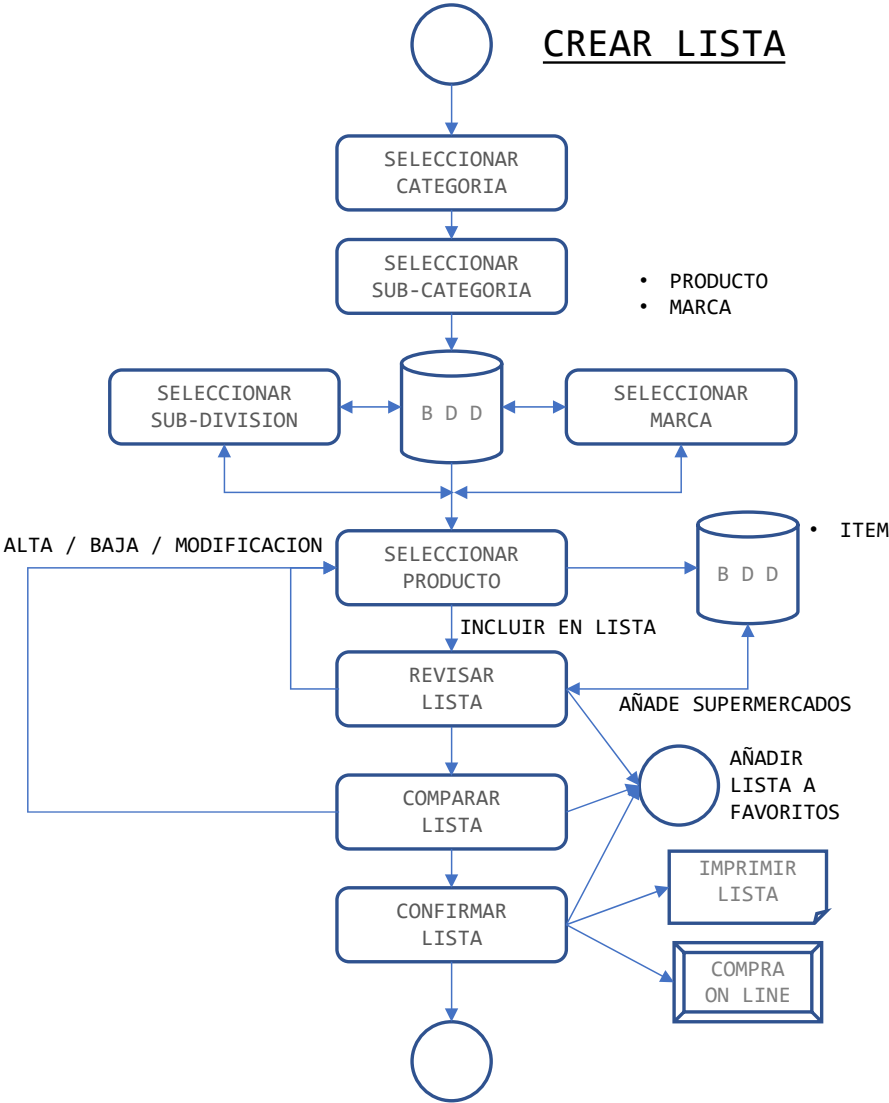 CREAR LISTA
SELECCIONAR
CATEGORIA
SELECCIONAR
SUB-CATEGORIA
• PRODUCTO
• MARCA
SELECCIONAR
SUB-DIVISION
B D D
SELECCIONAR
MARCA
ALTA / BAJA / MODIFICACION
SELECCIONAR
PRODUCTO
B D D
• ITEM
INCLUIR EN LISTA
REVISAR
LISTA
AÑADE SUPERMERCADOS
COMPARAR
LISTA
AÑADIR
LISTA A
FAVORITOS
IMPRIMIR
LISTA
CONFIRMAR
LISTA
COMPRA
ON LINE